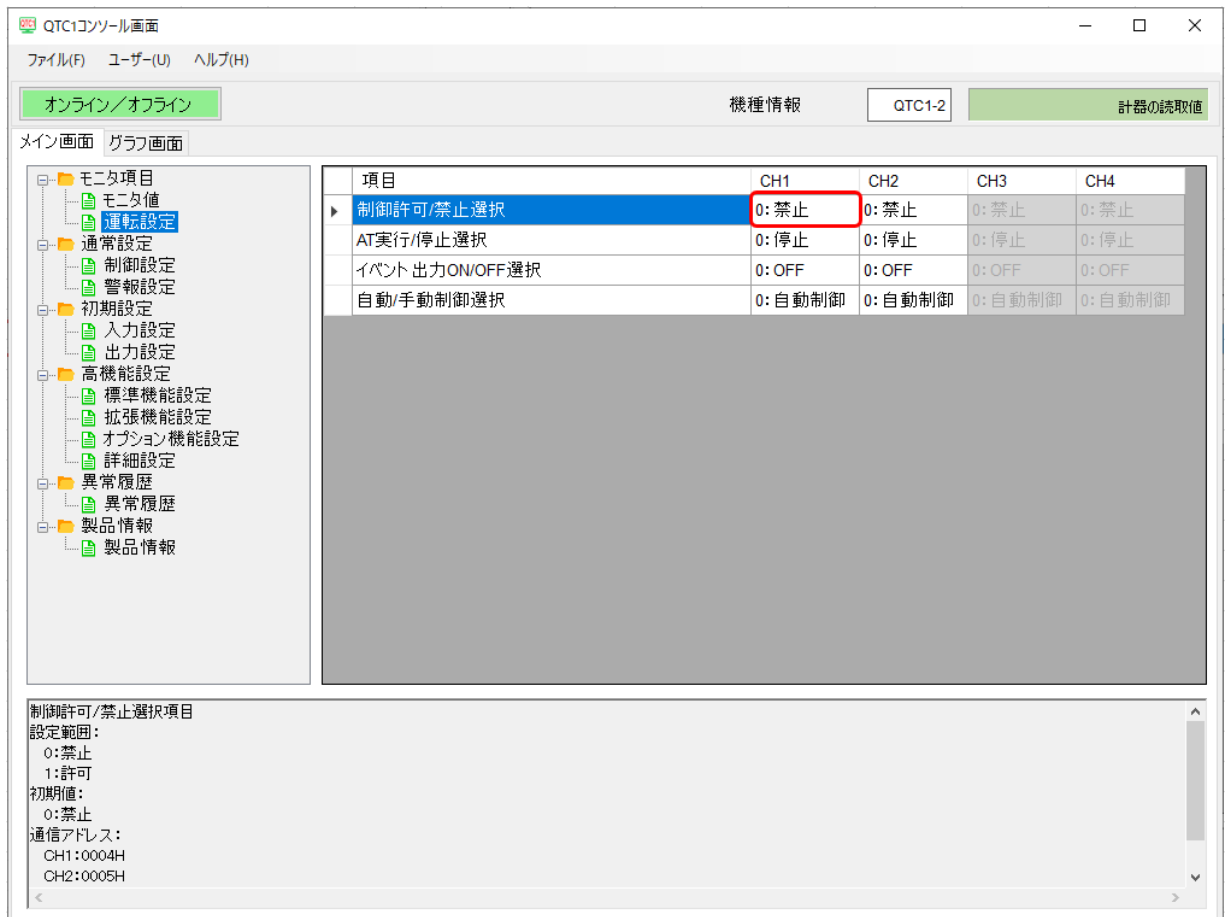 QTC1コンソール画面
ファイル(F) ユーザー(U) ヘルプ(H)
オンライン／オフライン 機種情報 QTC1-2 計器の読取値
メイン画面 グラフ画面
モニタ項目
モニタ値
運転設定
通常設定
制御設定
警報設定
初期設定
入力設定
出力設定
高機能設定
標準機能設定
拡張機能設定
オプション機能設定
詳細設定
異常履歴
異常履歴
製品情報
製品情報
項目 CH1 CH2 CH3 CH4
制御許可/禁止選択 0:禁止 0:禁止 0:禁止 0:禁止
AT実行/停止選択 0:停止 0:停止 0:停止 0:停止
イベント出力ON/OFF選択 0:OFF 0:OFF 0:OFF 0:OFF
自動/手動制御選択 0:自動制御 0:自動制御 0:自動制御 0:自動制御
制御許可/禁止選択項目
設定範囲:
0:禁止
1:許可
初期値:
0:禁止
通信アドレス:
CH1:0004H
CH2:0005H